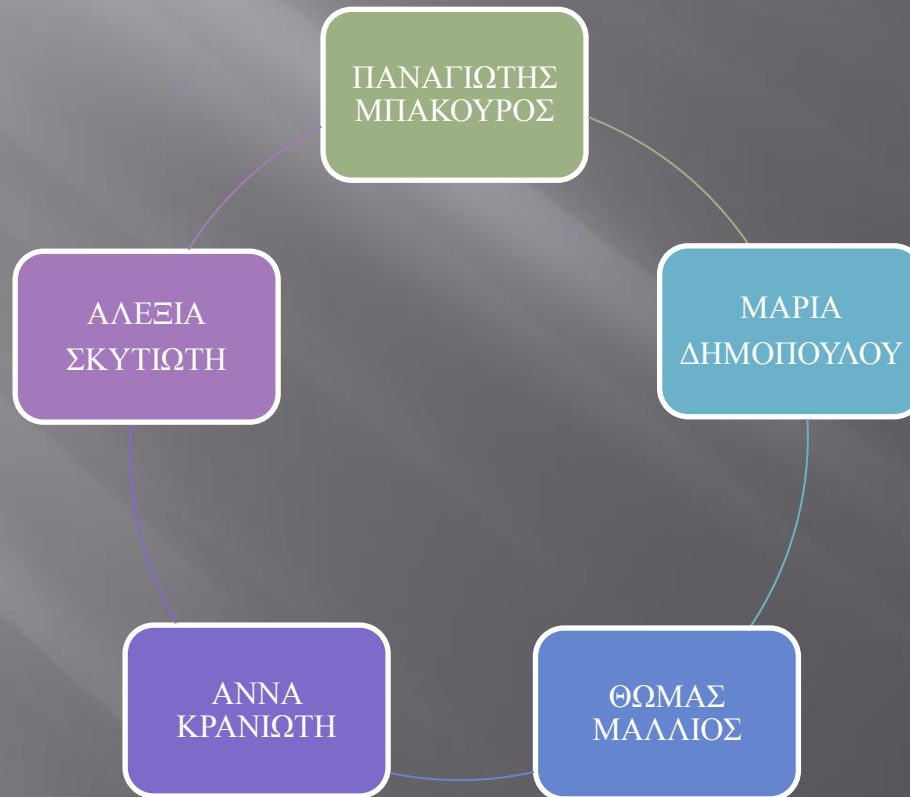 ΠΑΝΑΓΙΩΤΗΣ
ΜΠΑΚΟΥΡΟΣ
ΜΑΡΙΑ
ΔΗΜΟΠΟΥΛΟΥ
ΘΩΜΑΣ
ΜΑΛΛΙΟΣ
ΑΝΝΑ
ΚΡΑΝΙΩΤΗ
ΑΛΕΞΙΑ
ΣΚΥΤΙΩΤΗ